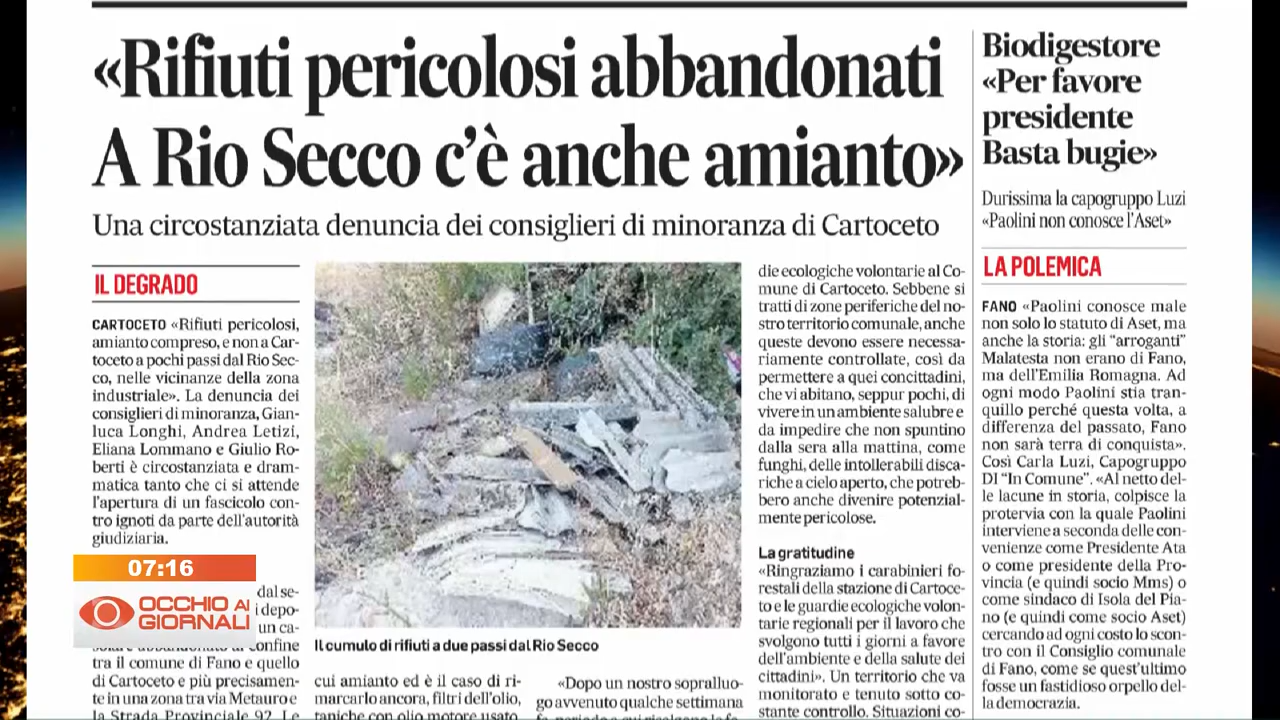 «Rifiuti pericolosi abbandonati
A Rio Secco c'è anche amianto»
Una circostanziata denuncia dei consiglieri di minoranza di Cartoceto
IL DEGRADO
CARTOCETO «Rifiuti pericolosi,
amianto compreso, e non a Car-
toceto a pochi passi dal Rio Sec-
co, nelle vicinanze della zona
industriale». La denuncia dei
consiglieri di minoranza, Gian-
luca Longhi, Andrea Letizi,
Eliana Lommano e Giulio Ro-
berti è circostanziata e dram-
matica tanto che ci si attende
l'apertura di un fascicolo con-
tro ignoti da parte dell'autorità
giudiziaria.
07:16
OCCHIO AI
GIORNALI
dal se-
i depo-
un ca-
confine
tra il comune di Fano e quello
di Cartoceto e più precisamen-
te in una zona tra via Metauro e
la Strada Provinciale 92. Le
Il cumulo di rifiuti a due passi dal Rio Secco
cui amianto ed è il caso di ri-
marcarlo ancora, filtri dell'olio,
taniche con olio motore usato
«Dopo un nostro sopralluo-
go avvenuto qualche settimana
die ecologiche volontarie al Co-
mune di Cartoceto. Sebbene si
tratti di zone periferiche del no-
stro territorio comunale, anche
queste devono essere necessa-
riamente controllate, così da
permettere a quei concittadini,
che vi abitano, seppur pochi, di
vivere in un ambiente salubre e
da impedire che non spuntino
dalla sera alla mattina, come
funghi, delle intollerabili disca-
riche a cielo aperto, che potreb-
bero anche divenire potenzial-
mente pericolose.
La gratitudine
«Ringraziamo i carabinieri fo-
restali della stazione di Cartoce-
to e le guardie ecologiche volon-
tarie regionali per il lavoro che
svolgono tutti i giorni a favore
dell'ambiente e della salute dei
cittadini». Un territorio che va
monitorato e tenuto sotto co-
stante controllo. Situazioni co-
Biodigestore
«Per favore
presidente
Basta bugie»
Durissima la capogruppo Luzi
«Paolini non conosce l'Aset»
LA POLEMICA
FANO «Paolini conosce male
non solo lo statuto di Aset, ma
anche la storia: gli "arroganti"
Malatesta non erano di Fano,
ma dell'Emilia Romagna. Ad
ogni modo Paolini stia tran-
quillo perché questa volta, a
differenza del passato, Fano
non sarà terra di conquista».
Così Carla Luzi, Capogruppo
DI "In Comune". «Al netto del-
le lacune in storia, colpisce la
protervia con la quale Paolini
interviene a seconda delle con-
venienze come Presidente Ata
o come presidente della Pro-
vincia (e quindi socio Mms) o
come sindaco di Isola del Pia-
no (e quindi come socio Aset)
cercando ad ogni costo lo scon-
tro con il Consiglio comunale
di Fano, come se quest'ultimo
fosse un fastidioso orpello del-
la democrazia.